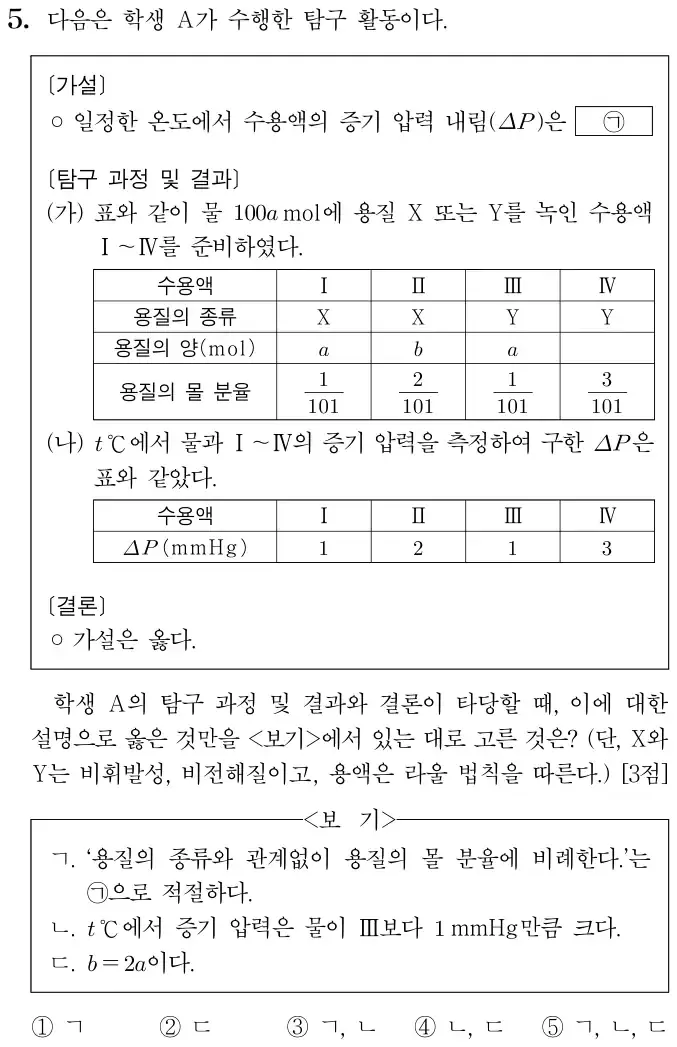 5. 다음은 학생 A가 수행한 탐구 활동이다.
[가설]
○ 일정한 온도에서 수용액의 증기 압력 내림(ΔP)은 ㉠
[탐구 과정 및 결과]
(가) 표와 같이 물 100a mol에 용질 X 또는 Y를 녹인 수용액
Ⅰ~Ⅳ를 준비하였다.
수용액 Ⅰ Ⅱ Ⅲ Ⅳ
용질의 종류 X X Y Y
용질의 양(mol) a b a
용질의 몰 분율 1/101 2/101 1/101 3/101
(나) t℃에서 물과 Ⅰ~Ⅳ의 증기 압력을 측정하여 구한 ΔP은
표와 같았다.
수용액 Ⅰ Ⅱ Ⅲ Ⅳ
ΔP(mmHg) 1 2 1 3
[결론]
○ 가설은 옳다.
학생 A의 탐구 과정 및 결과와 결론이 타당할 때, 이에 대한
설명으로 옳은 것만을 <보기>에서 있는 대로 고른 것은? (단, X와
Y는 비휘발성, 비전해질이고, 용액은 라울 법칙을 따른다.) [3점]
<보 기>
ㄱ. ‘용질의 종류와 관계없이 용질의 몰 분율에 비례한다.’는
㉠으로 적절하다.
ㄴ. t℃에서 증기 압력은 물이 Ⅲ보다 1 mmHg만큼 크다.
ㄷ. b=2a이다.
① ㄱ ② ㄷ ③ ㄱ, ㄴ ④ ㄴ, ㄷ ⑤ ㄱ, ㄴ, ㄷ